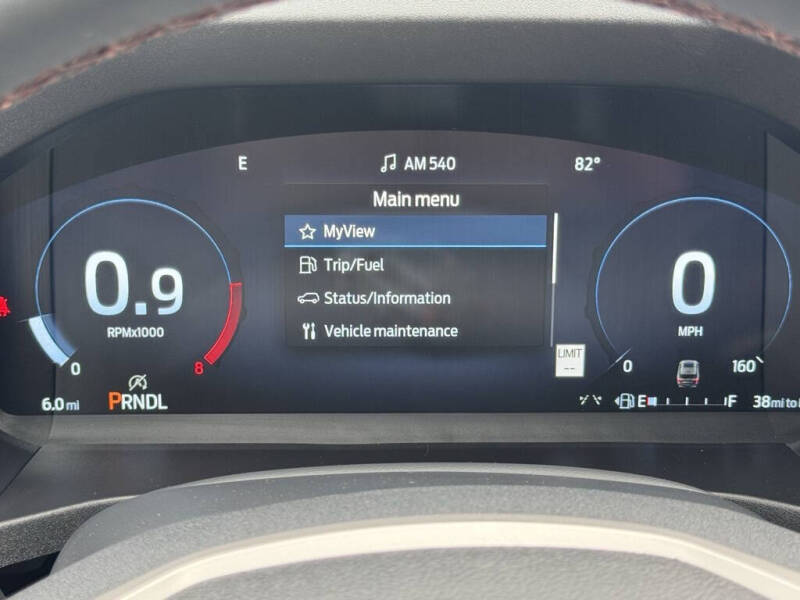 E AM 540 82°
Main menu
MyView
Trip/Fuel
Status/Information
Vehicle maintenance
0.9
RPMx1000
0 8
0
MPH
0 160
LIMIT
--
6.0 mi PRNDL
E F 38 mi to